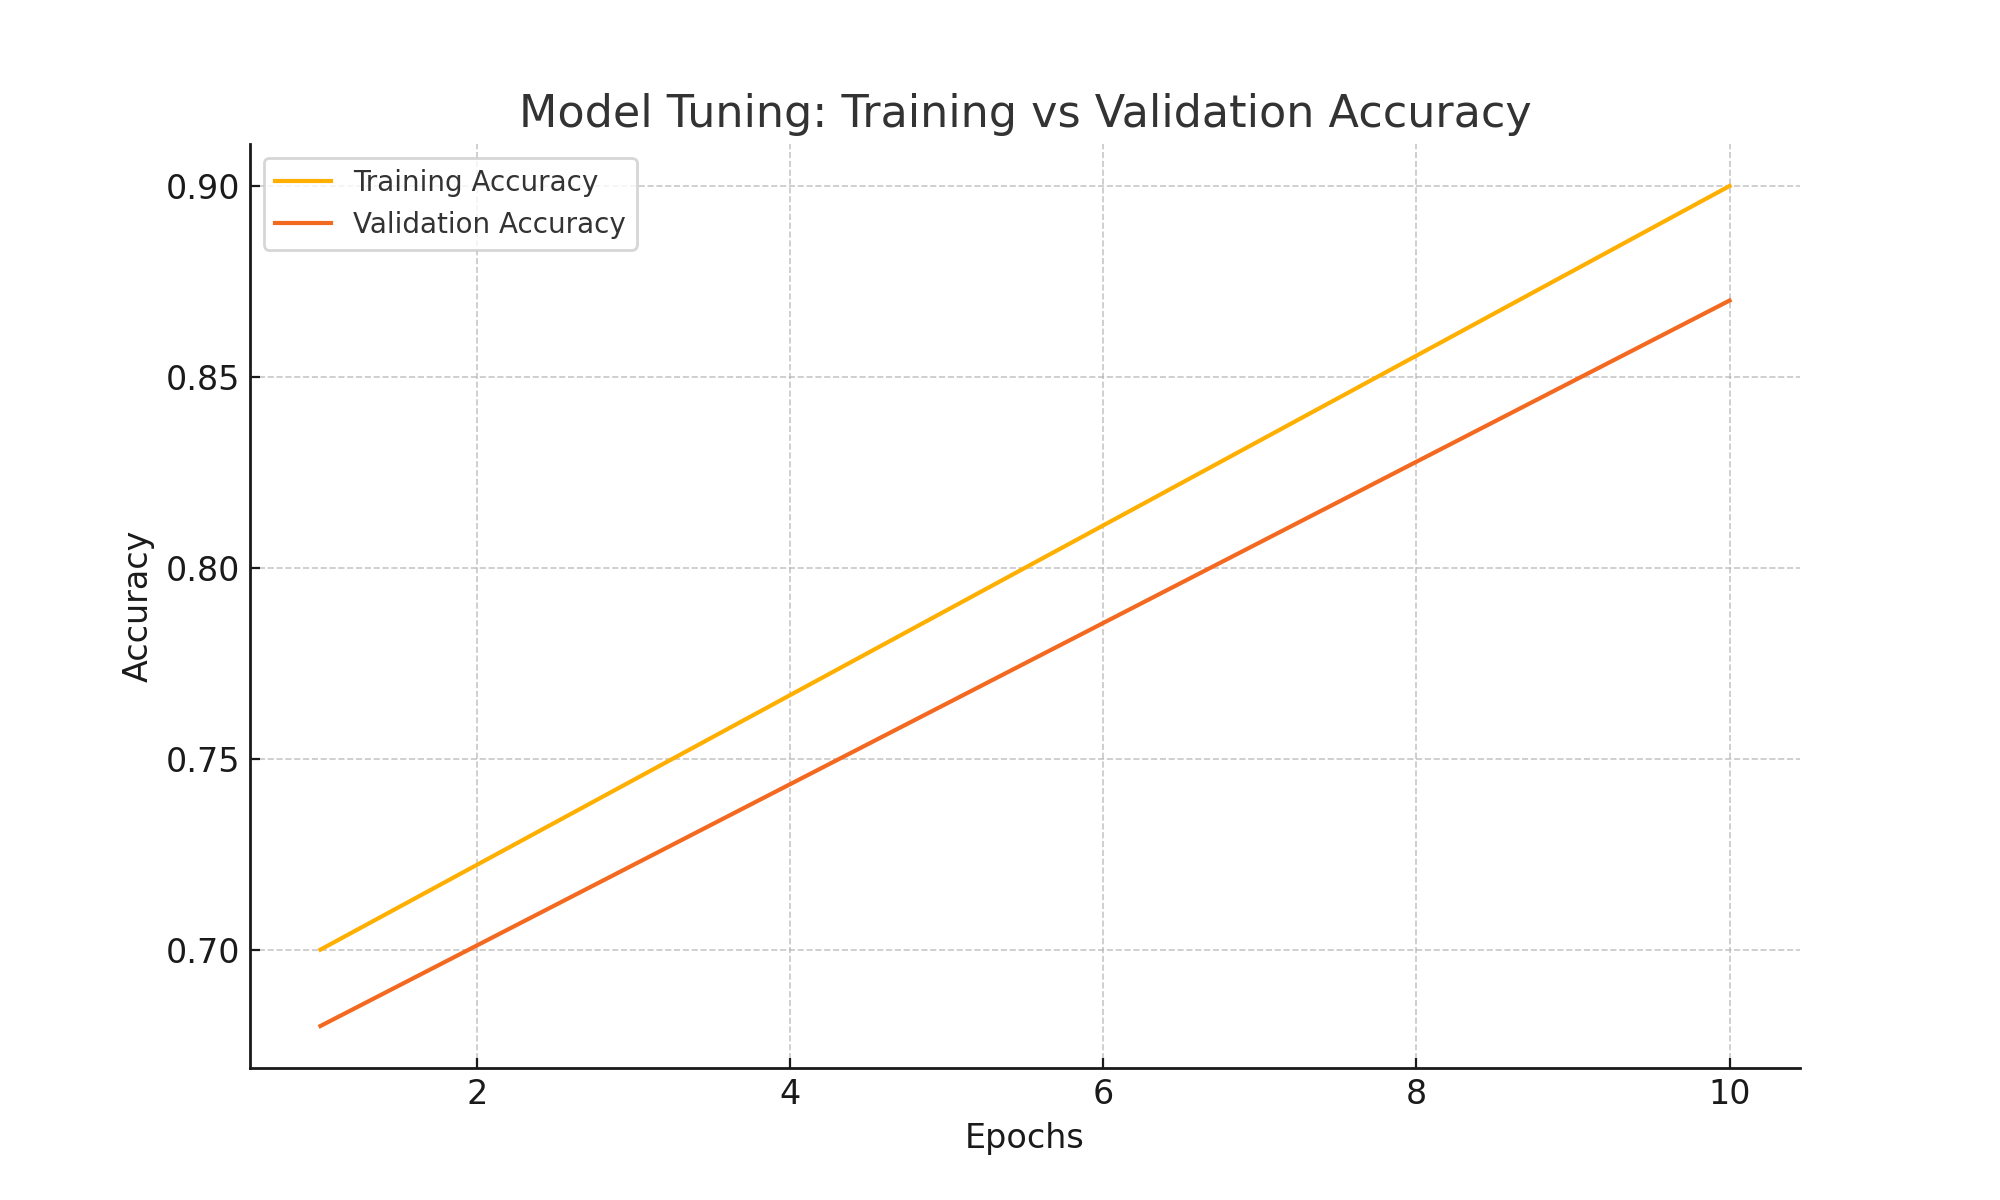 Model Tuning: Training vs Validation Accuracy
Training Accuracy
Validation Accuracy
0.90
0.85
0.80
0.75
0.70
Accuracy
2 4 6 8 10
Epochs